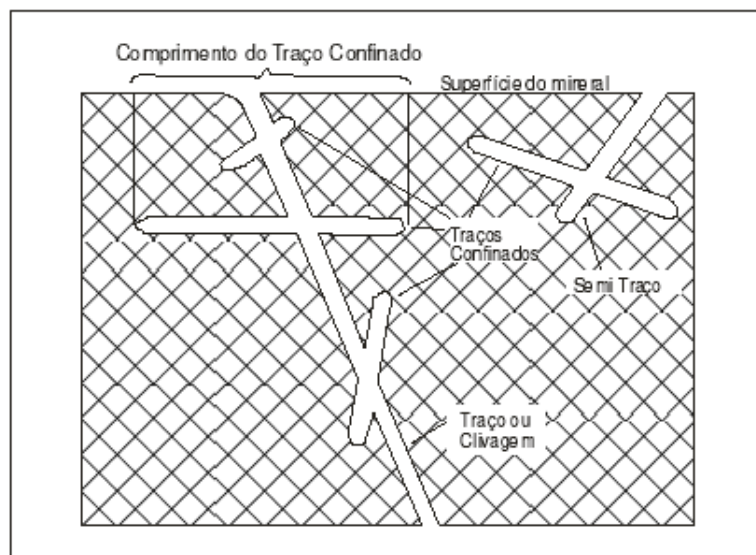 Comprimento do Traço Confinado
Superfície do mireral
Traços
Confinados
Semi Traço
Traço ou
Clivagem